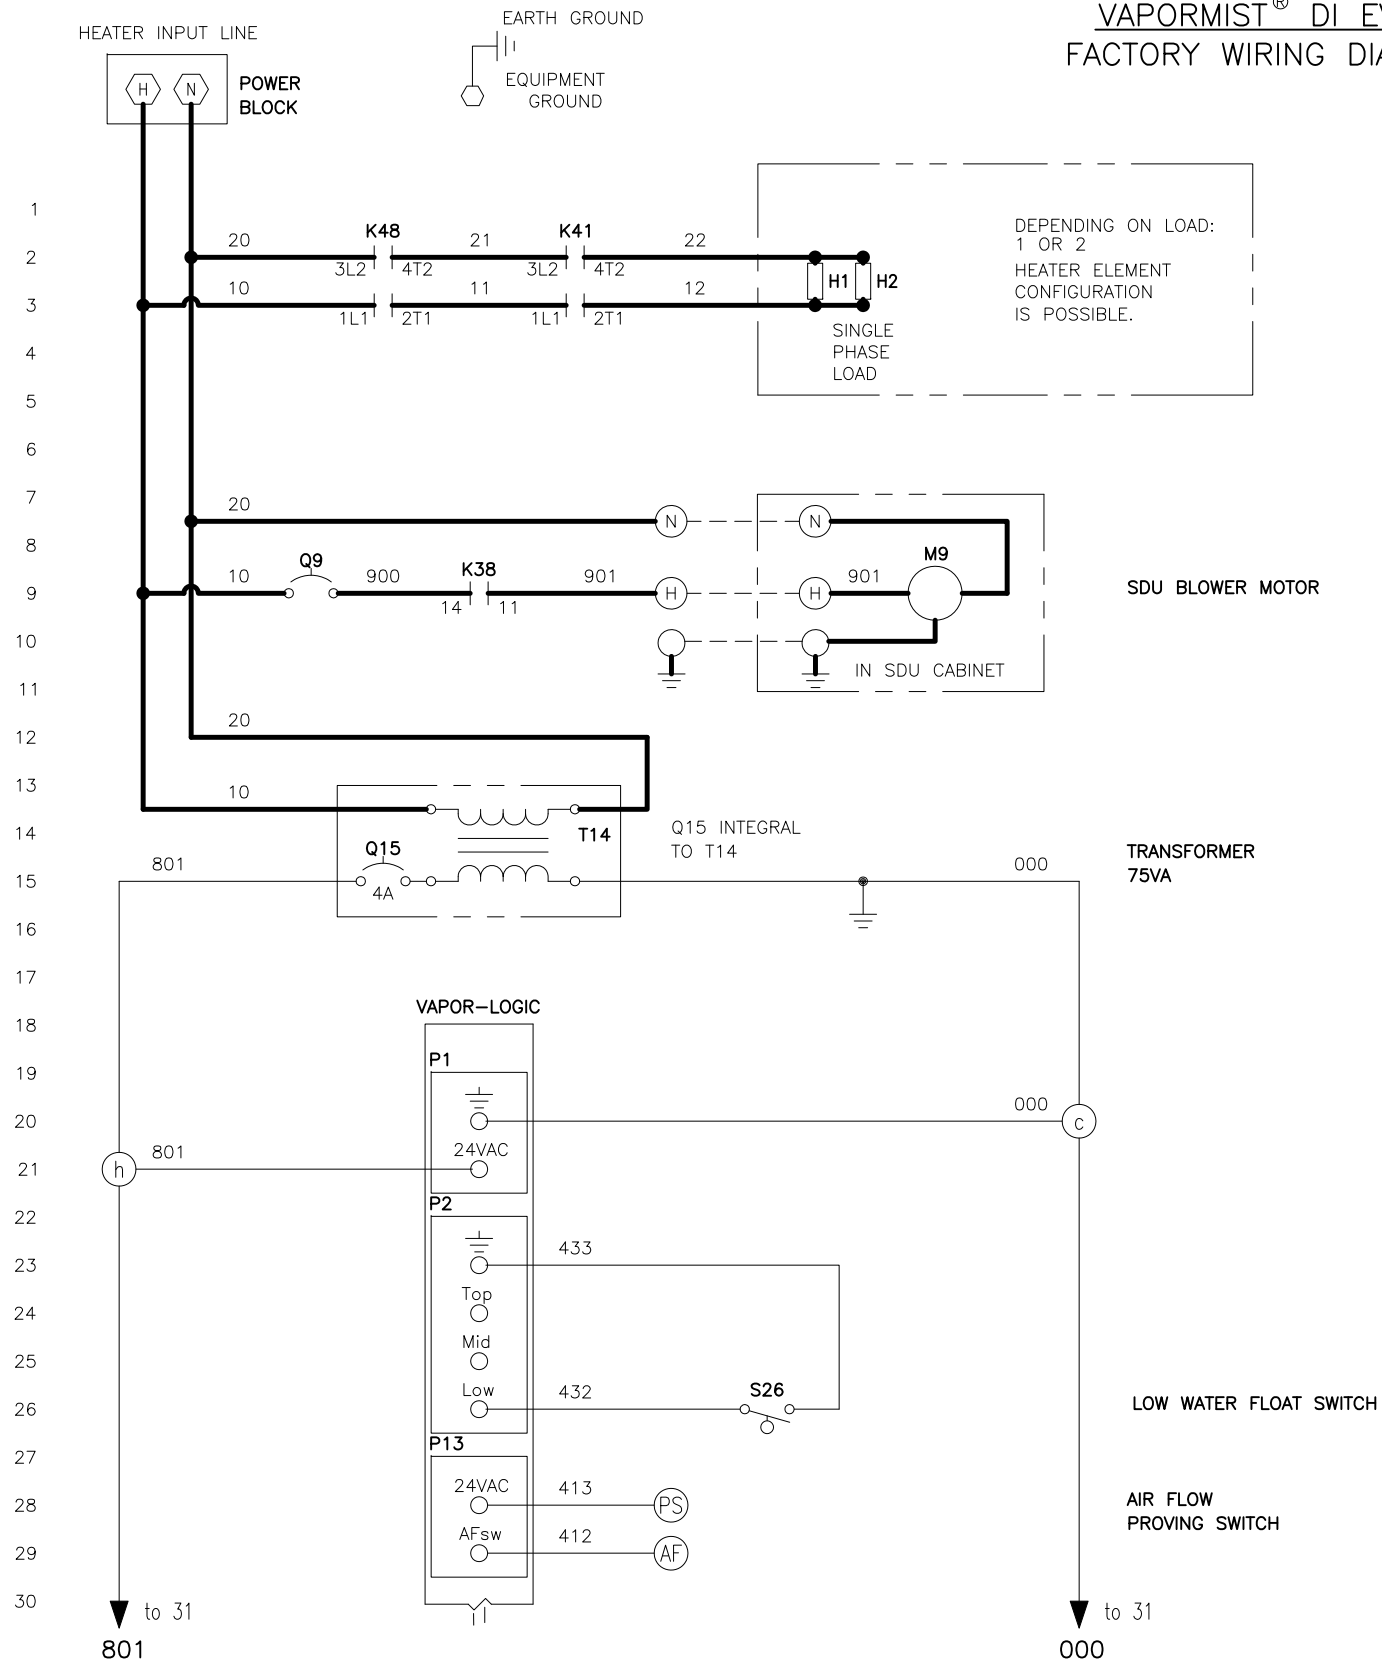 VAPORMIST® DI
FACTORY WIRING
EARTH GROUND
HEATER INPUT LINE
EQUIPMENT
GROUND
H N
POWER
BLOCK
1
DEPENDING ON LOAD:
1 OR 2
HEATER ELEMENT
CONFIGURATION
IS POSSIBLE.
20 K48 21 K41 22
2
3L2 4T2 3L2 4T2
H1 H2
10 11 12
3
1L1 2T1 1L1 2T1
SINGLE
PHASE
LOAD
4
5
6
7
20
N N
8
Q9 M9
10 900 K38 901 901
9
H H
14 11
SDU BLOWER MOTOR
10
IN SDU CABINET
11
20
12
13
10
14
T14
Q15 INTEGRAL
TO T14
Q15
801 000
15
4A
TRANSFORMER
75VA
16
17
VAPOR-LOGIC
18
19
P1
000
20
c
24VAC
801
21
h
22
P2
433
23
Top
24
Mid
25
Low 432 S26
26
LOW WATER FLOAT SWITCH
27
P13
24VAC 413
28
PS
AIR FLOW
PROVING SWITCH
AFsw 412
29
AF
30
to 31 to 31
801 000